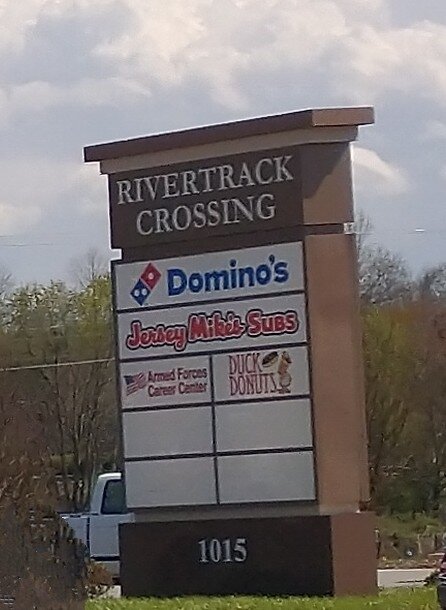 RIVERTRACK
CROSSING
Domino's
Jersey Mike's Subs
Armed Forces
Career Center
DUCK
DONUTS
1015